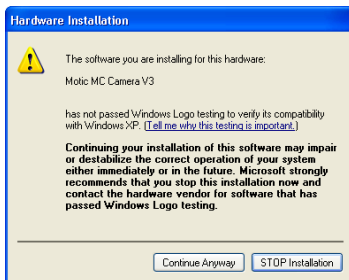 Hardware Installation
The software you are installing for this hardware:
Motic MC Camera V3
has not passed Windows Logo testing to verify its compatibility
with Windows XP. (Tell me why this testing is important.)
Continuing your installation of this software may impair
or destabilize the correct operation of your system
either immediately or in the future. Microsoft strongly
recommends that you stop this installation now and
contact the hardware vendor for software that has
passed Windows Logo testing.
Continue Anyway STOP Installation